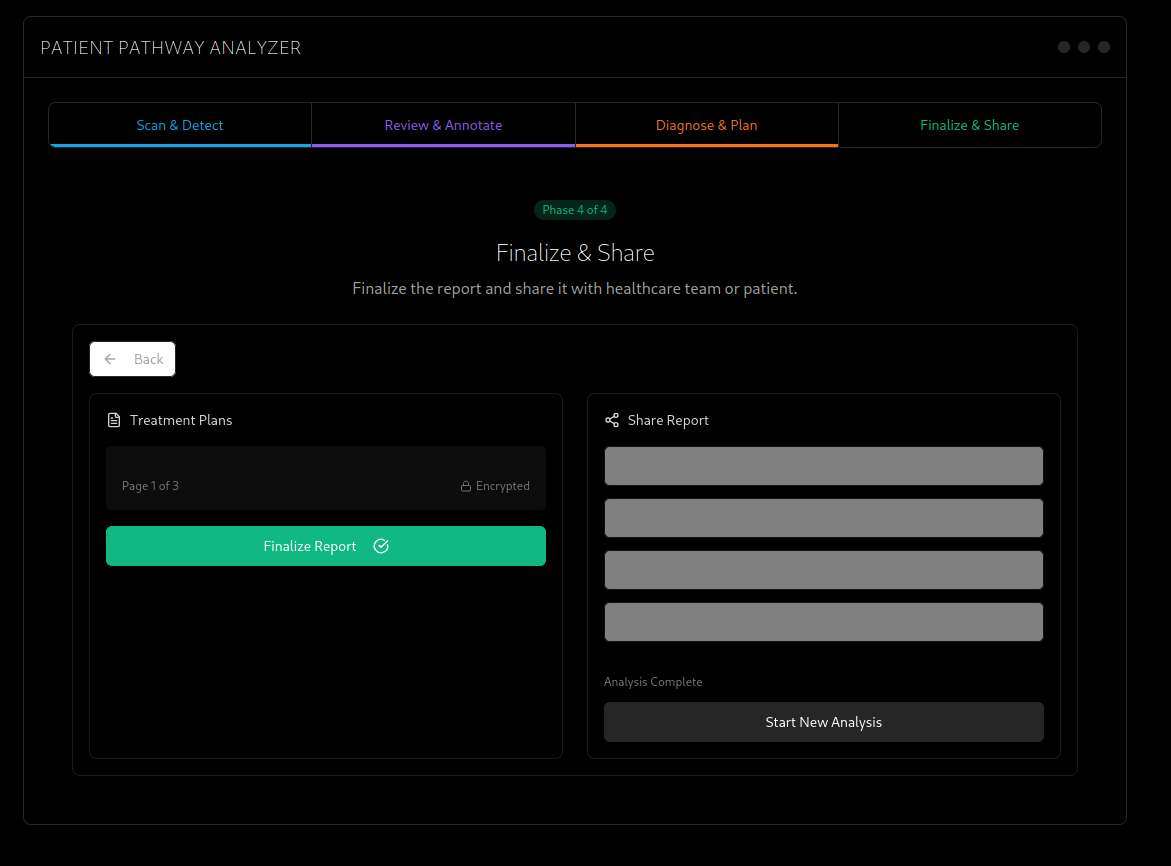 PATIENT PATHWAY ANALYZER
Scan & Detect
Review & Annotate
Diagnose & Plan
Finalize & Share
Phase 4 of 4
Finalize & Share
Finalize the report and share it with healthcare team or patient.
Back
Treatment Plans
Page 1 of 3
Encrypted
Finalize Report
Share Report
Analysis Complete
Start New Analysis